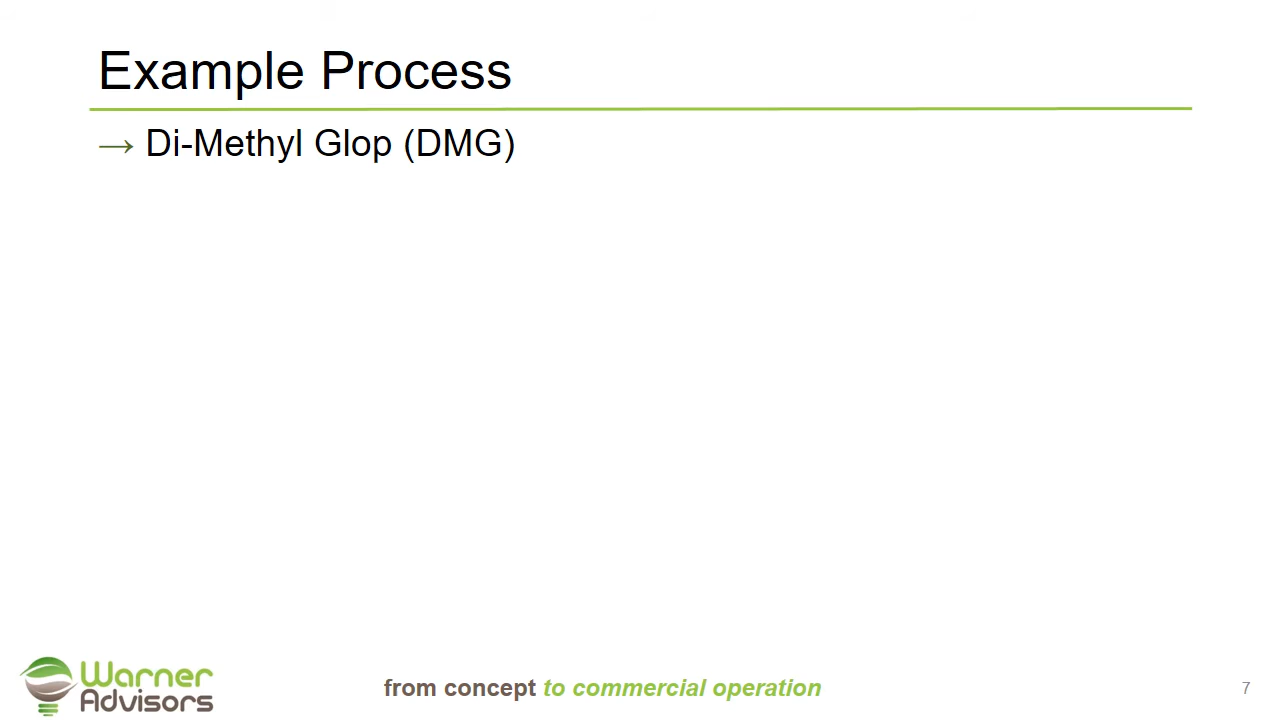 Example Process
→ Di-Methyl Glop (DMG)
Warner
Advisors
from concept to commercial operation
7